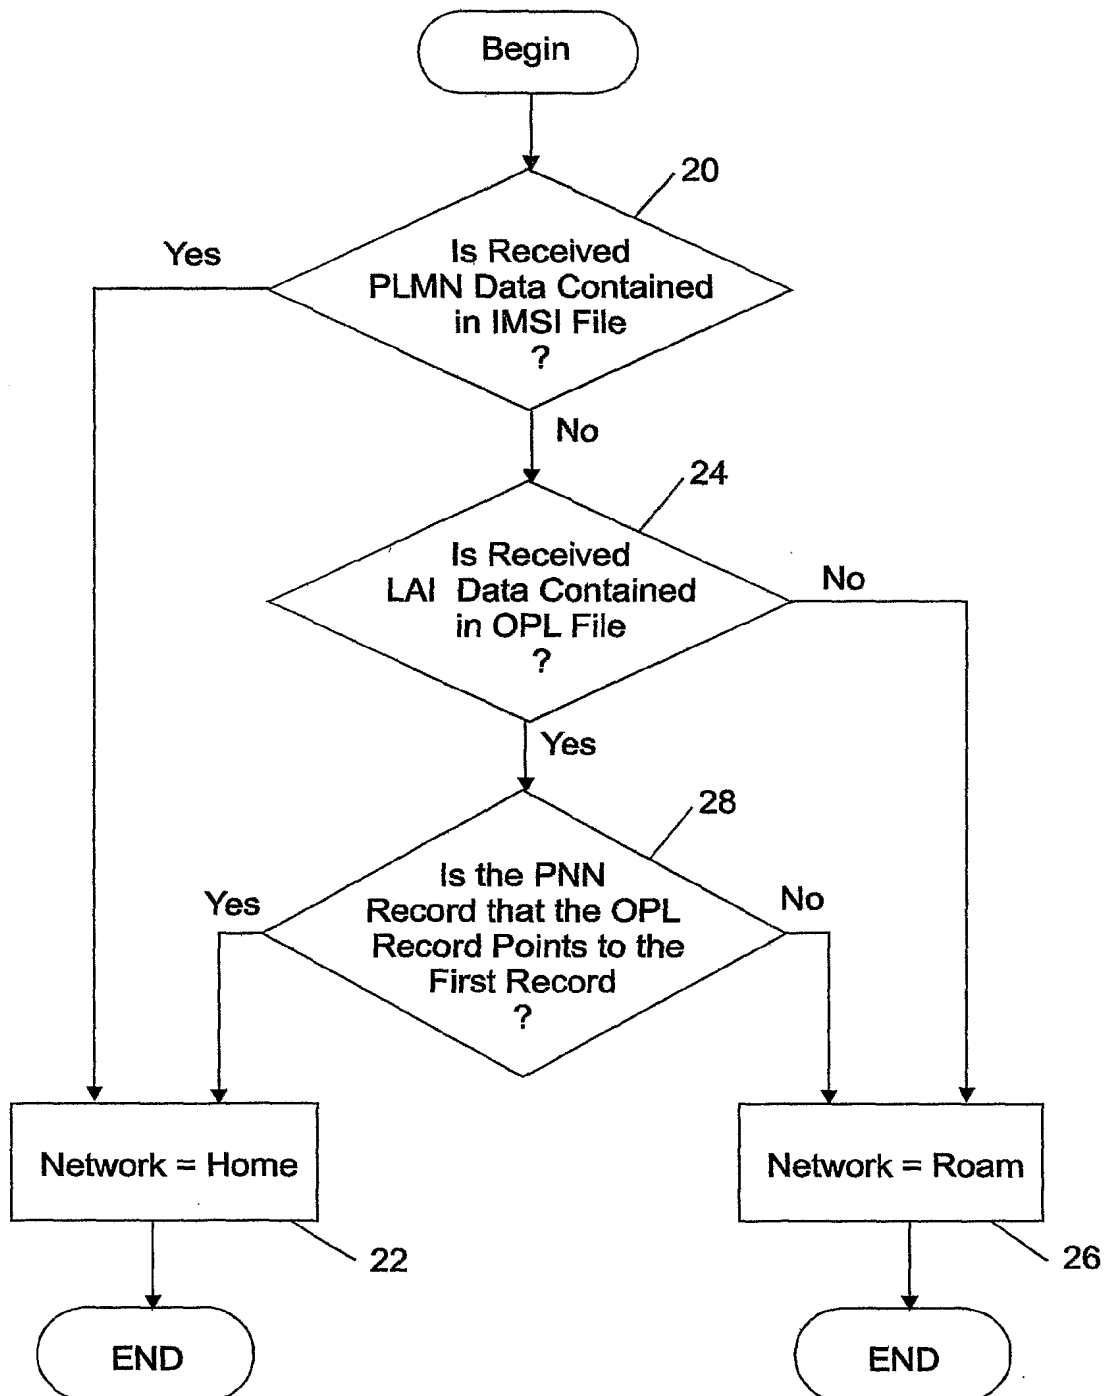 Begin
20
Is Received
PLMN Data Contained
in IMSI File
?
Yes
No
24
Is Received
LAI Data Contained
in OPL File
?
No
Yes
28
Is the PNN
Record that the OPL
Record Points to the
First Record
?
Yes
No
Network = Home
22
Network = Roam
26
END
END